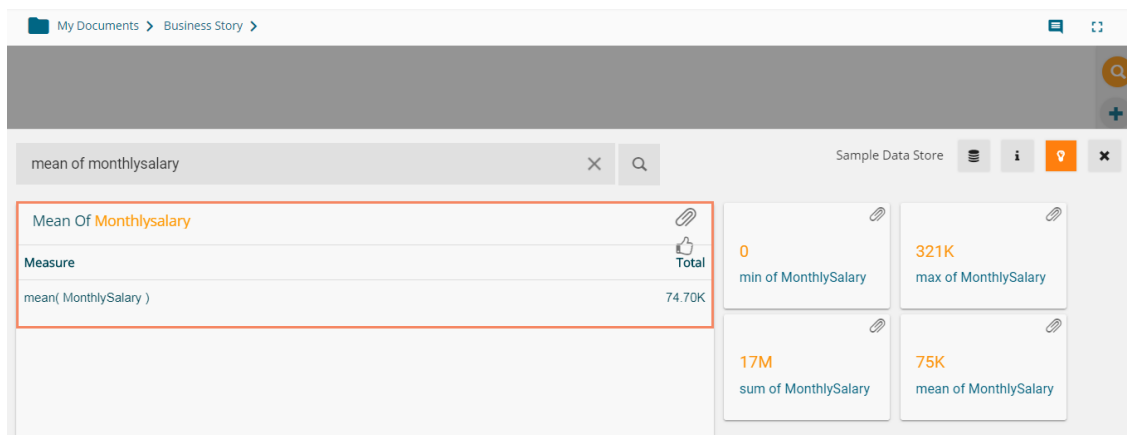 My Documents > Business Story >
mean of monthlysalary
Sample Data Store
Mean Of Monthlysalary
Measure Total
mean( MonthlySalary ) 74.70K
0
min of MonthlySalary
321K
max of MonthlySalary
17M
sum of MonthlySalary
75K
mean of MonthlySalary